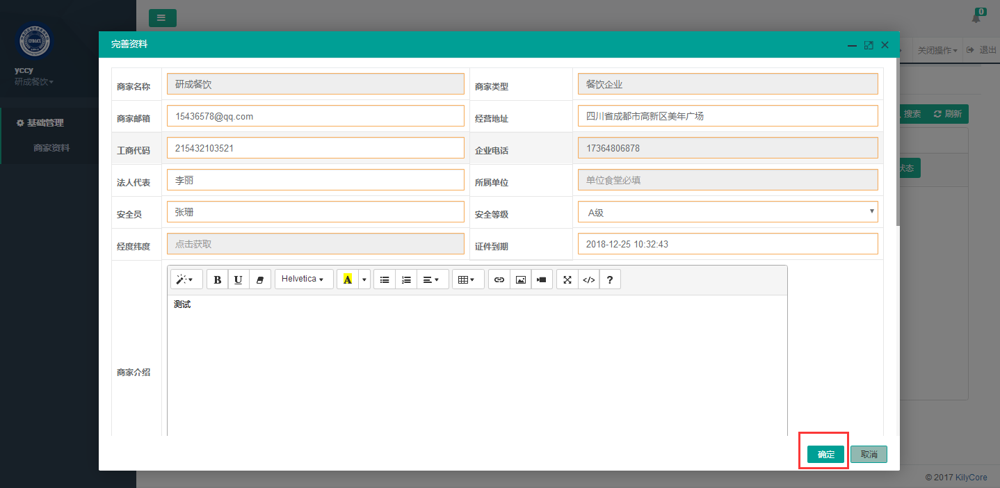 0
yccy
研成餐饮
基础管理
商家资料
关闭操作
退出
搜索
刷新
状态
完善资料
商家名称 研成餐饮 商家类型 餐饮企业
商家邮箱 15436578@qq.com 经营地址 四川省成都市高新区美年广场
工商代码 215432103521 企业电话 17364806878
法人代表 李丽 所属单位 单位食堂必填
安全员 张珊 安全等级 A级
经度纬度 点击获取 证件到期 2018-12-25 10:32:43
B U Helvetica A </> ?
测试
商家介绍
确定 取消
© 2017 KilyCore